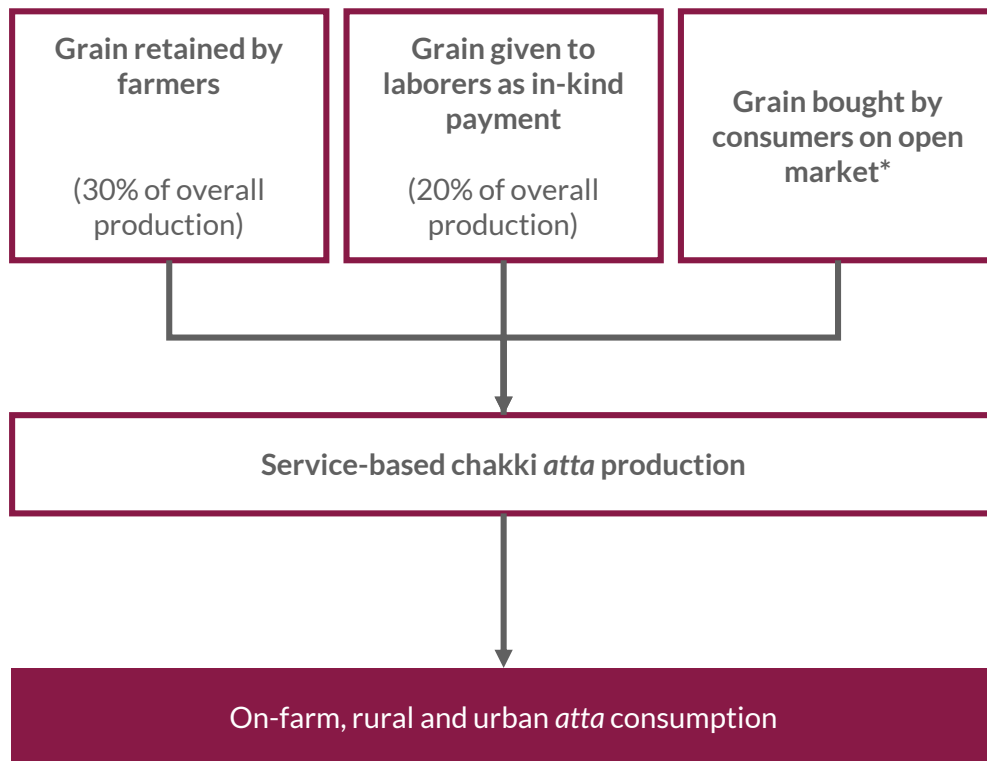 Grain retained by
farmers
(30% of overall
production)
Grain given to
laborers as in-kind
payment
(20% of overall
production)
Grain bought by
consumers on open
market*
Service-based chakki atta production
On-farm, rural and urban atta consumption